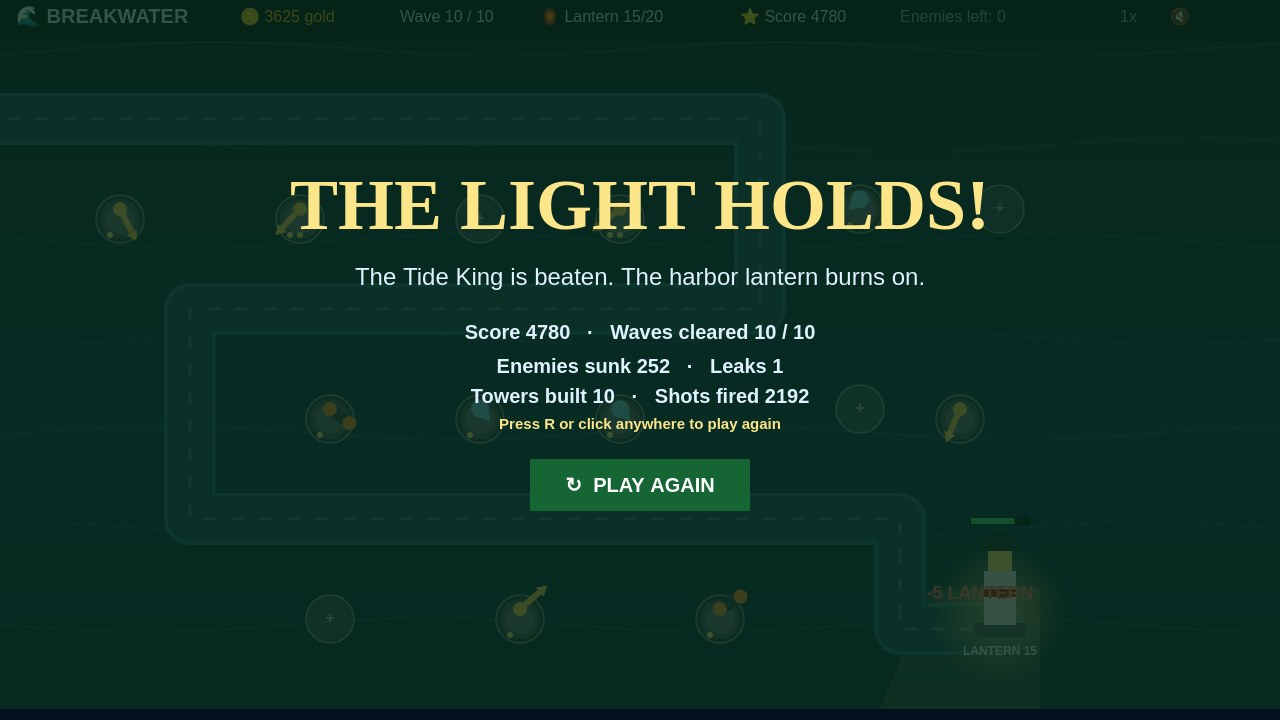 🌊 BREAKWATER 🪙 3625 gold Wave 10 / 10 🏮 Lantern 15/20 ⭐ Score 4780 Enemies left: 0 1x 🔇
THE LIGHT HOLDS!
+ +
The Tide King is beaten. The harbor lantern burns on.
Score 4780 · Waves cleared 10 / 10
Enemies sunk 252 · Leaks 1
Towers built 10 · Shots fired 2192
+
Press R or click anywhere to play again
↻ PLAY AGAIN
-5 LANTERN
+
LANTERN 15